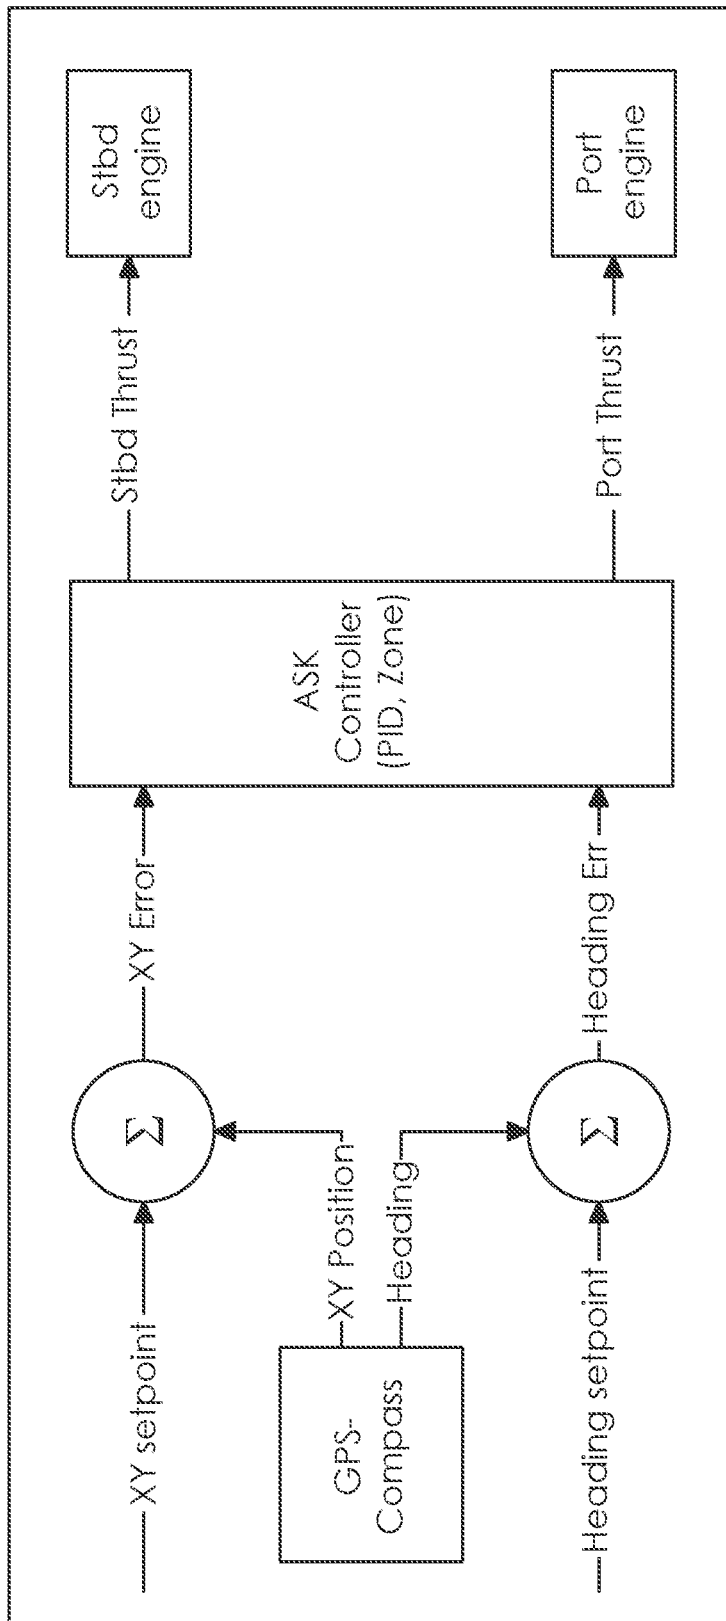 XY setpoint
Σ
XY Error
Stbd Thrust
Stbd
engine
GPS-
Compass
XY Position
Heading
ASK
Controller
(PID, Zone)
Heading setpoint
Σ
Heading Err
Port Thrust
Port
engine